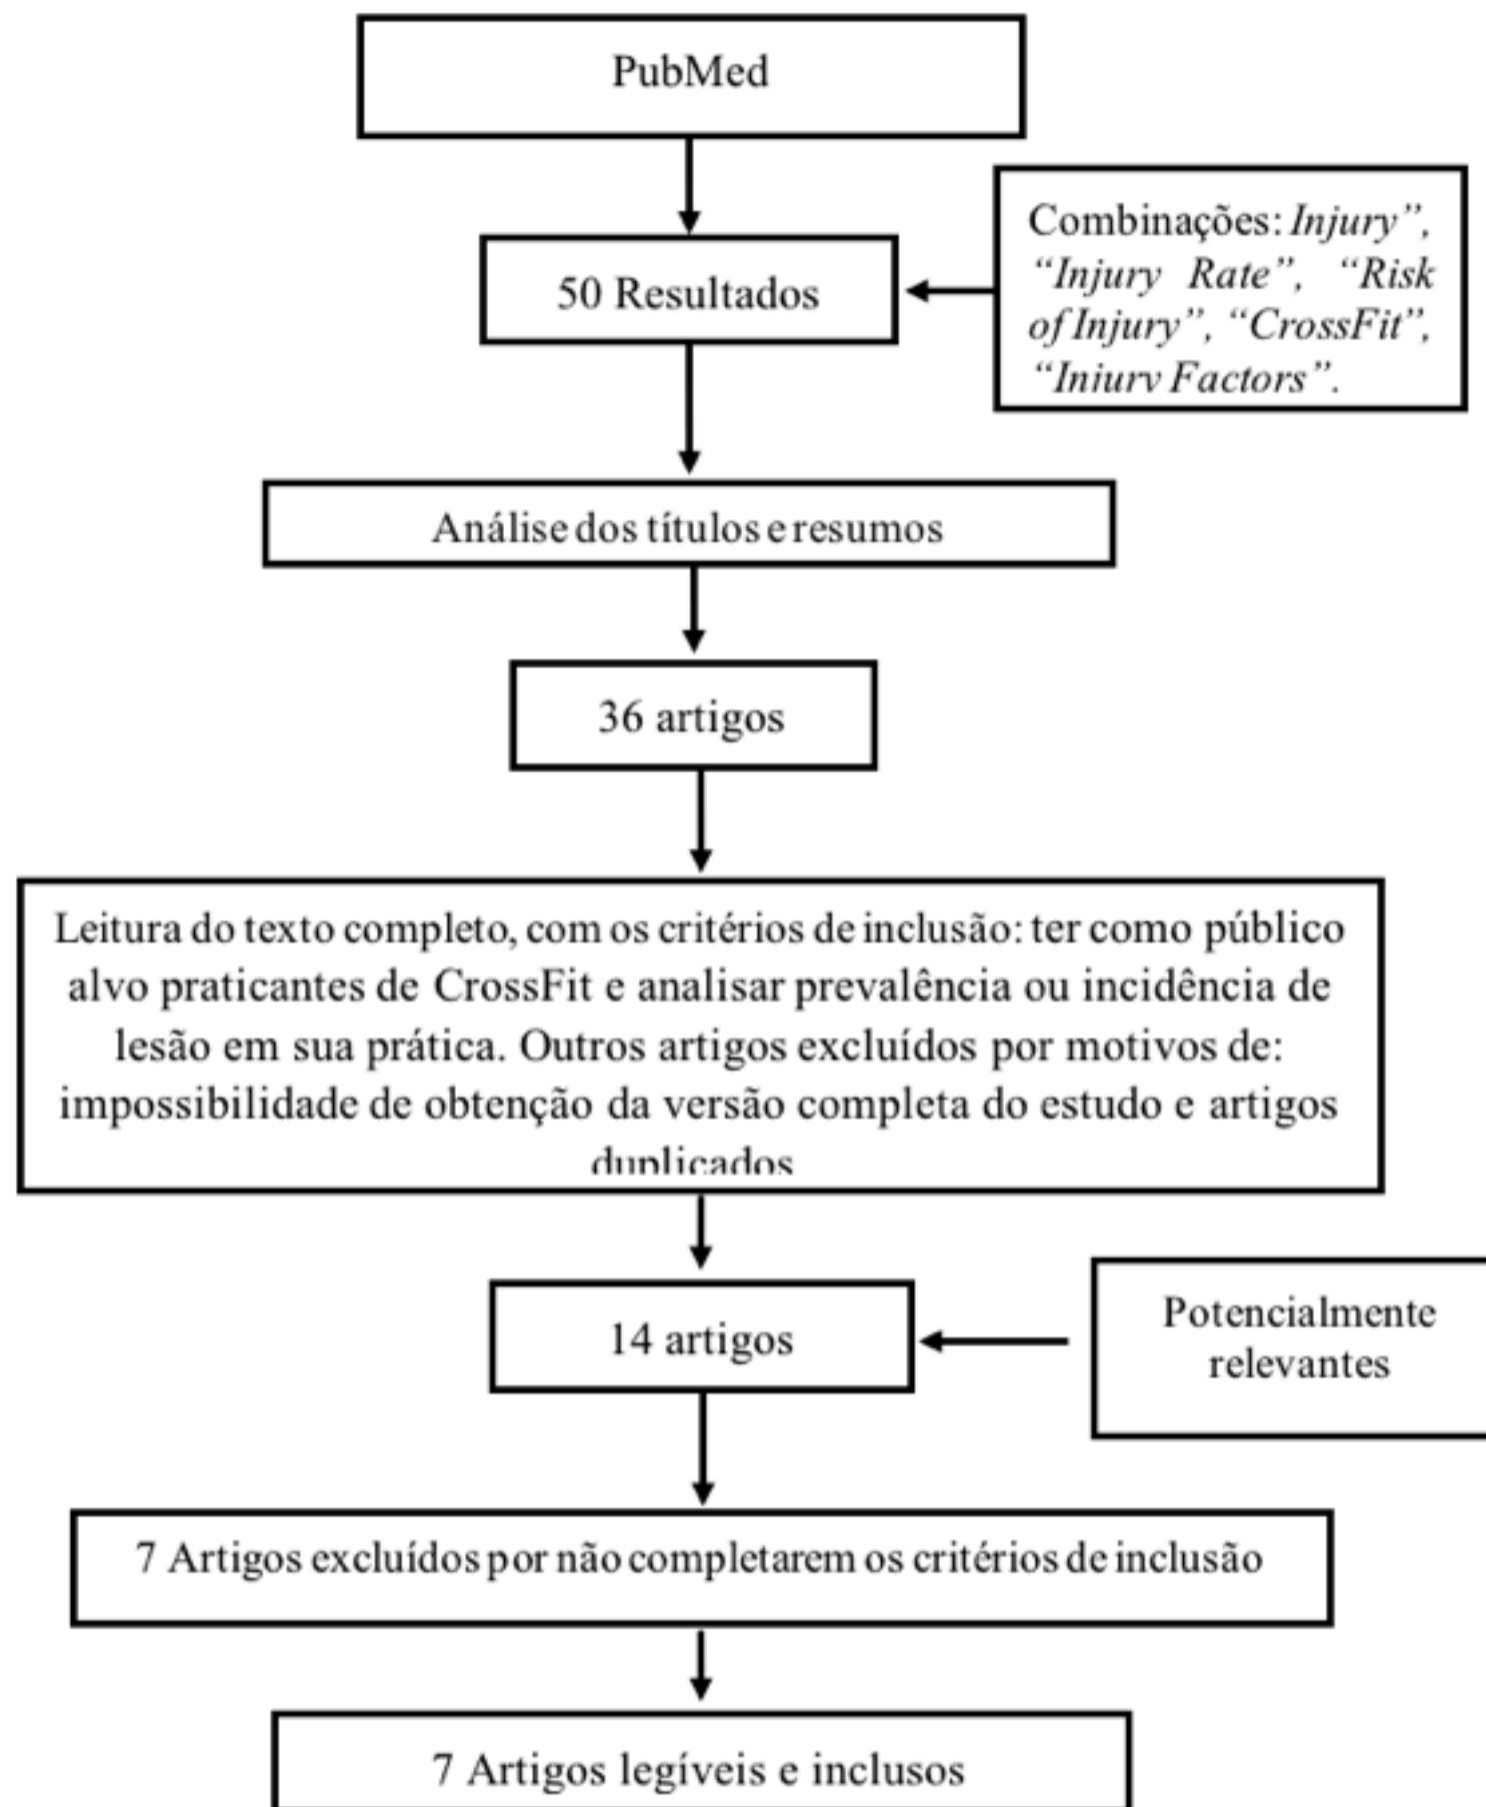 PubMed
50 Resultados
Combinações: Injury”,
“Injury Rate”, “Risk
of Injury”, “CrossFit”,
“Injury Factors”.
Análise dos títulos e resumos
36 artigos
Leitura do texto completo, com os critérios de inclusão: ter como público
alvo praticantes de CrossFit e analisar prevalência ou incidência de
lesão em sua prática. Outros artigos excluídos por motivos de:
impossibilidade de obtenção da versão completa do estudo e artigos
duplicados
14 artigos
Potencialmente
relevantes
7 Artigos excluídos por não completarem os critérios de inclusão
7 Artigos legíveis e inclusos